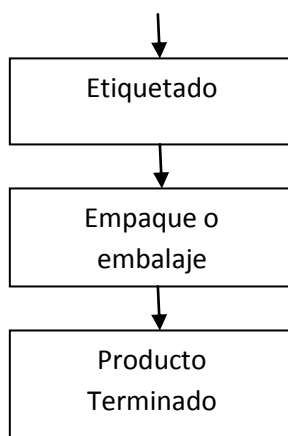 Etiquetado
Empaque o
embalaje
Producto
Terminado